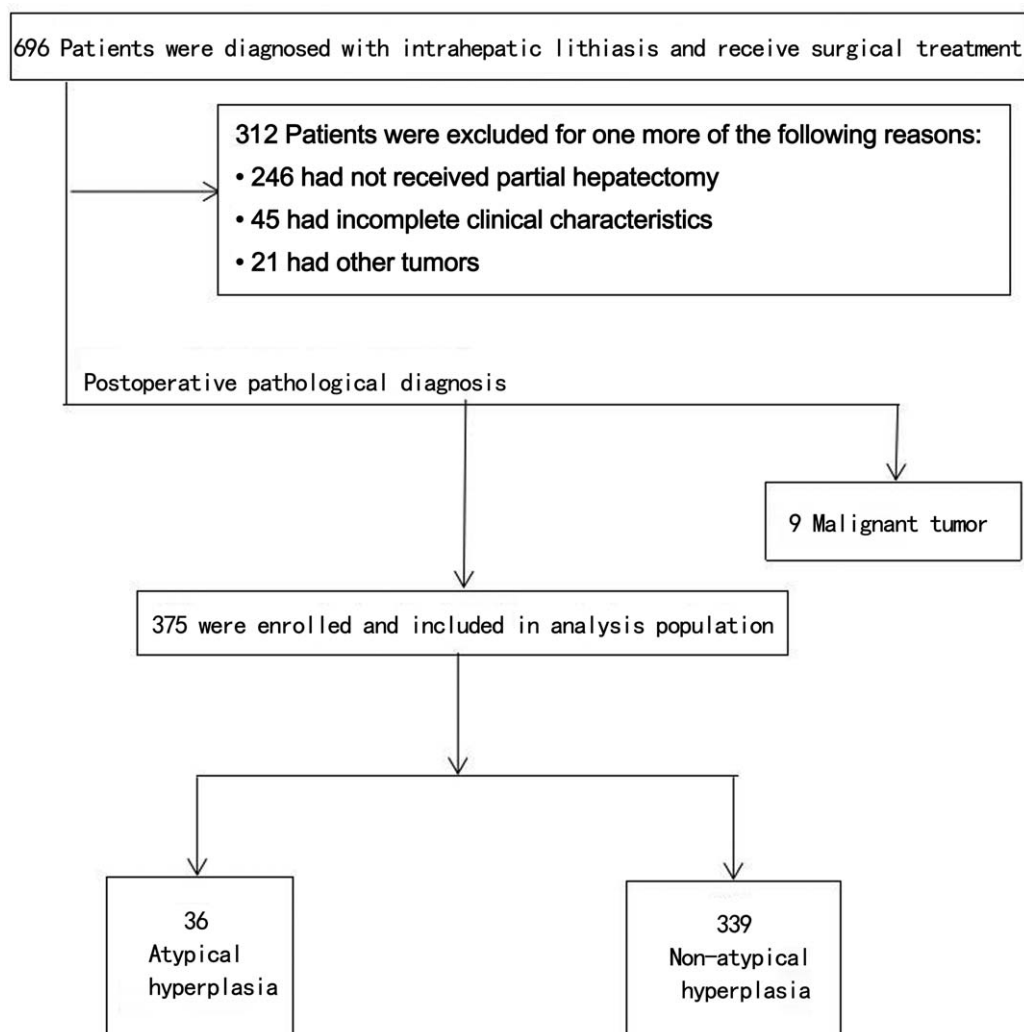 696 Patients were diagnosed with intrahepatic lithiasis and receive surgical treatment
312 Patients were excluded for one more of the following reasons:
• 246 had not received partial hepatectomy
• 45 had incomplete clinical characteristics
• 21 had other tumors
Postoperative pathological diagnosis
9 Malignant tumor
375 were enrolled and included in analysis population
36
Atypical
hyperplasia
339
Non-atypical
hyperplasia